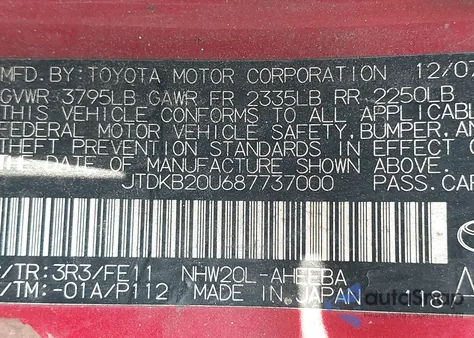 MFD. BY: TOYOTA MOTOR CORPORATION 12/07
GVWR 3795LB GAWR FR 2335LB RR 2250LB
THIS VEHICLE CONFORMS TO ALL APPLICABLE
FEDERAL MOTOR VEHICLE SAFETY, BUMPER, AND
THEFT PREVENTION STANDARDS IN EFFECT O
THE DATE OF MANUFACTURE SHOWN ABOVE.
JTDKB20U687737000 PASS. CAR
/TR: 3R3/FE11 NHW20L-AHEEBA
/TM: -01A/P112 MADE IN JAPAN 118
autoSnap